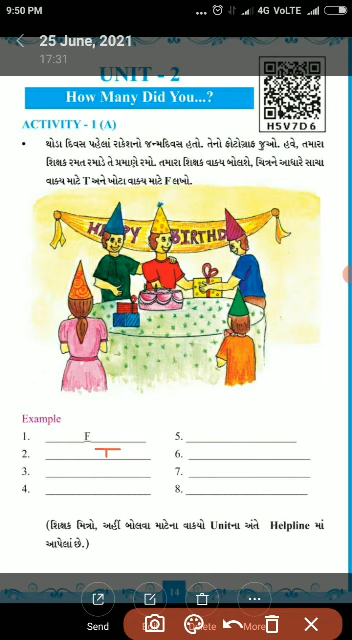 9:50 PM
4G VoLTE
25 June, 2021
17:31
UNIT - 2
How Many Did You...?
H5V7D6
ACTIVITY - 1 (A)
• થોડા દિવસ પહેલાં રાકેશનો જન્મદિવસ હતો. તેનો ફોટોગ્રાફ જુઓ. હવે, તમારા
શિક્ષક રમત રમાડે તે પ્રમાણે રમો. તમારા શિક્ષક વાક્ય બોલશે, ચિત્રને આધારે સાચા
વાક્ય માટે T અને ખોટા વાક્ય માટે F લખો.
Example
1. F
2. T
3.
4.
5.
6.
7.
8.
(શિક્ષક મિત્રો, અહીં બોલવા માટેના વાક્યો Unitના અંતે Helpline માં
આપેલાં છે.)
14
Send
More